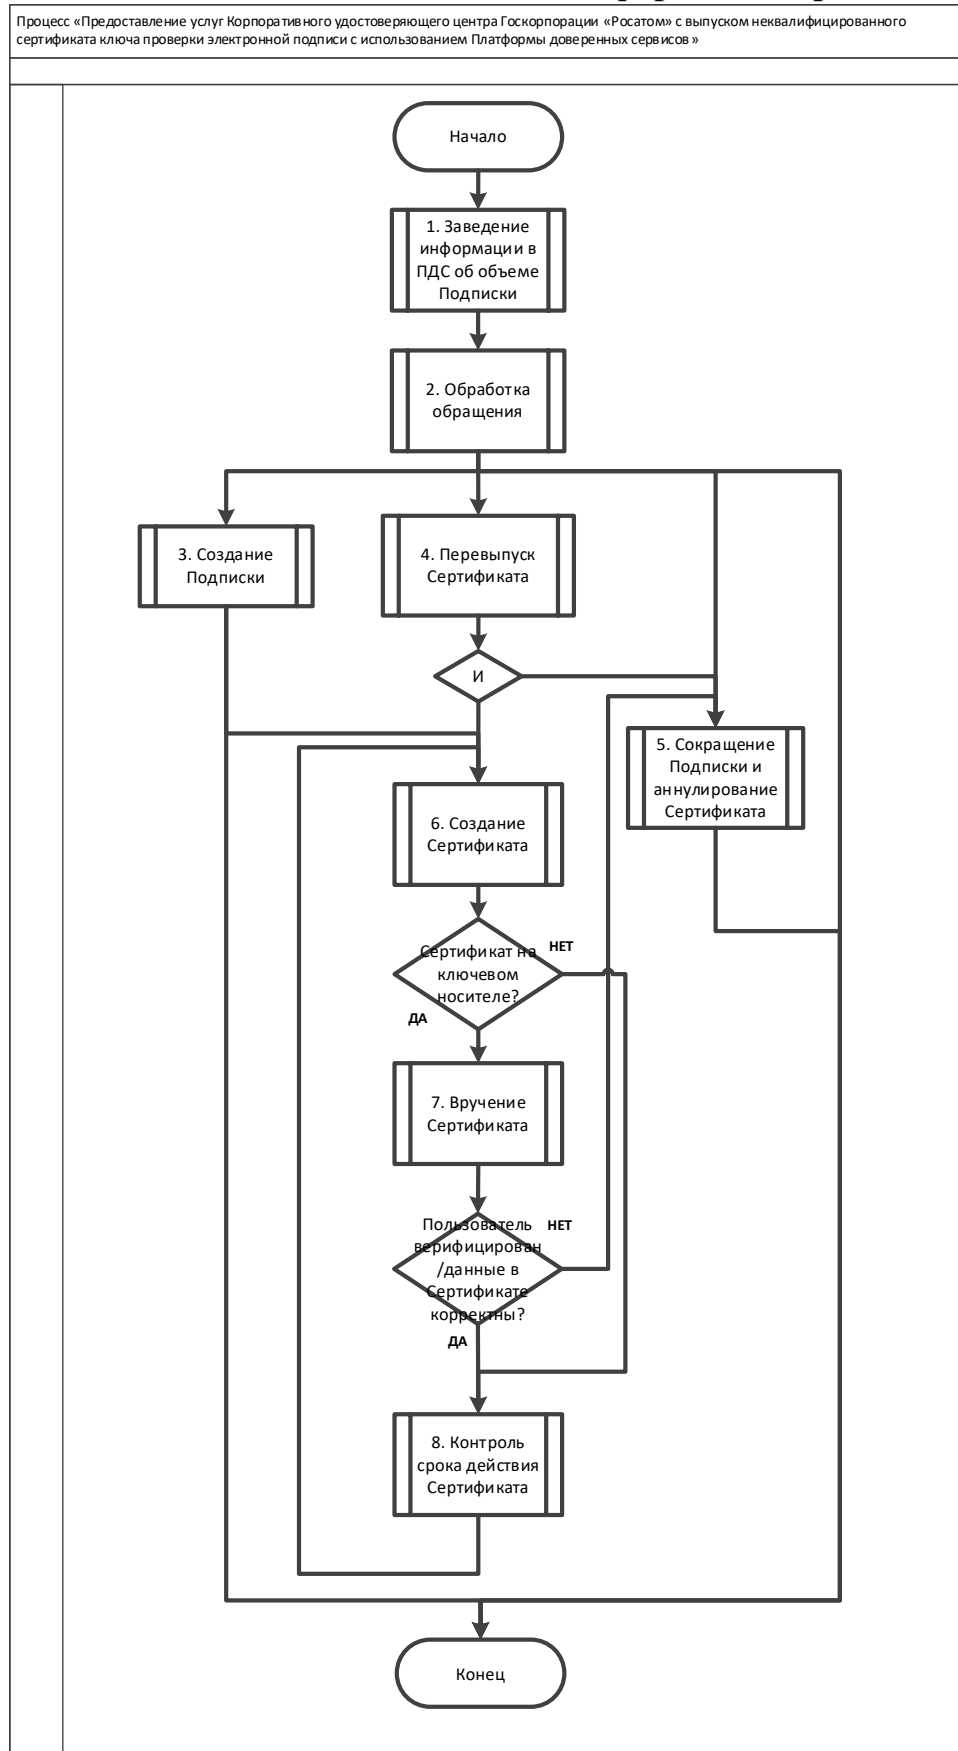 Процесс «Предоставление услуг Корпоративного удостоверяющего центра Госкорпорации «Росатом» с выпуском неквалифицированного
сертификата ключа проверки электронной подписи с использованием Платформы доверенных сервисов»
Начало
1. Заведение
информации в
ПДС об объеме
Подписки
2. Обработка
обращения
3. Создание
Подписки
4. Перевыпуск
Сертификата
И
5. Сокращение
Подписки и
аннулирование
Сертификата
6. Создание
Сертификата
Сертификат на
ключевом
носителе?
НЕТ
ДА
7. Вручение
Сертификата
Пользователь
верифицирован
/данные в
Сертификате
корректны?
НЕТ
ДА
8. Контроль
срока действия
Сертификата
Конец